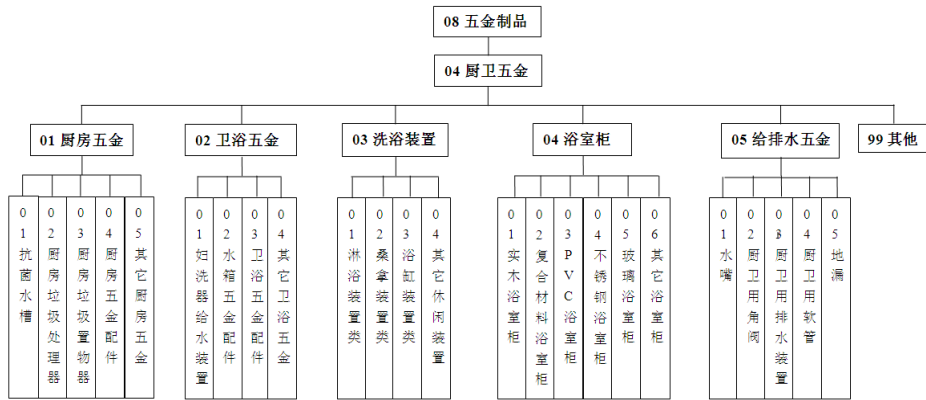 08 五金制品
04 厨卫五金
01 厨房五金
02 卫浴五金
03 洗浴装置
04 浴室柜
05 给排水五金
99 其他
01抗菌水槽
02厨房垃圾处理器
03厨房垃圾置物器
04厨房五金配件
05其它厨房五金
01妇洗器给水装置
02水箱五金配件
03卫浴五金件
04其它卫浴五金
01淋浴装置类
02桑拿装置类
03浴缸装置类
04其它休闲装置
01实木浴室柜
02复合材料浴室柜
03PVC浴室柜
04不锈钢浴室柜
05玻璃浴室柜
06其它浴室柜
01水嘴
02厨卫用角阀
03厨卫用排水装置
04厨卫用软管
05地漏